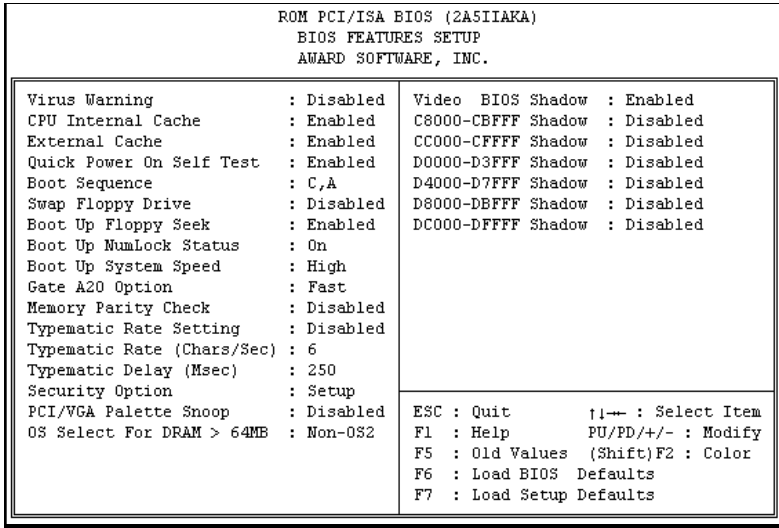 ROM PCI/ISA BIOS (2A5IIAKA)
BIOS FEATURES SETUP
AWARD SOFTWARE, INC.
Virus Warning : Disabled
CPU Internal Cache : Enabled
External Cache : Enabled
Quick Power On Self Test : Enabled
Boot Sequence : C,A
Swap Floppy Drive : Disabled
Boot Up Floppy Seek : Enabled
Boot Up NumLock Status : On
Boot Up System Speed : High
Gate A20 Option : Fast
Memory Parity Check : Disabled
Typematic Rate Setting : Disabled
Typematic Rate (Chars/Sec) : 6
Typematic Delay (Msec) : 250
Security Option : Setup
PCI/VGA Palette Snoop : Disabled
OS Select For DRAM > 64MB : Non-OS2
Video BIOS Shadow : Enabled
C8000-CBFFF Shadow : Disabled
CC000-CFFFF Shadow : Disabled
D0000-D3FFF Shadow : Disabled
D4000-D7FFF Shadow : Disabled
D8000-DBFFF Shadow : Disabled
DC000-DFFFF Shadow : Disabled
ESC : Quit ↑↓→← : Select Item
F1 : Help PU/PD/+/- : Modify
F5 : Old Values (Shift)F2 : Color
F6 : Load BIOS Defaults
F7 : Load Setup Defaults